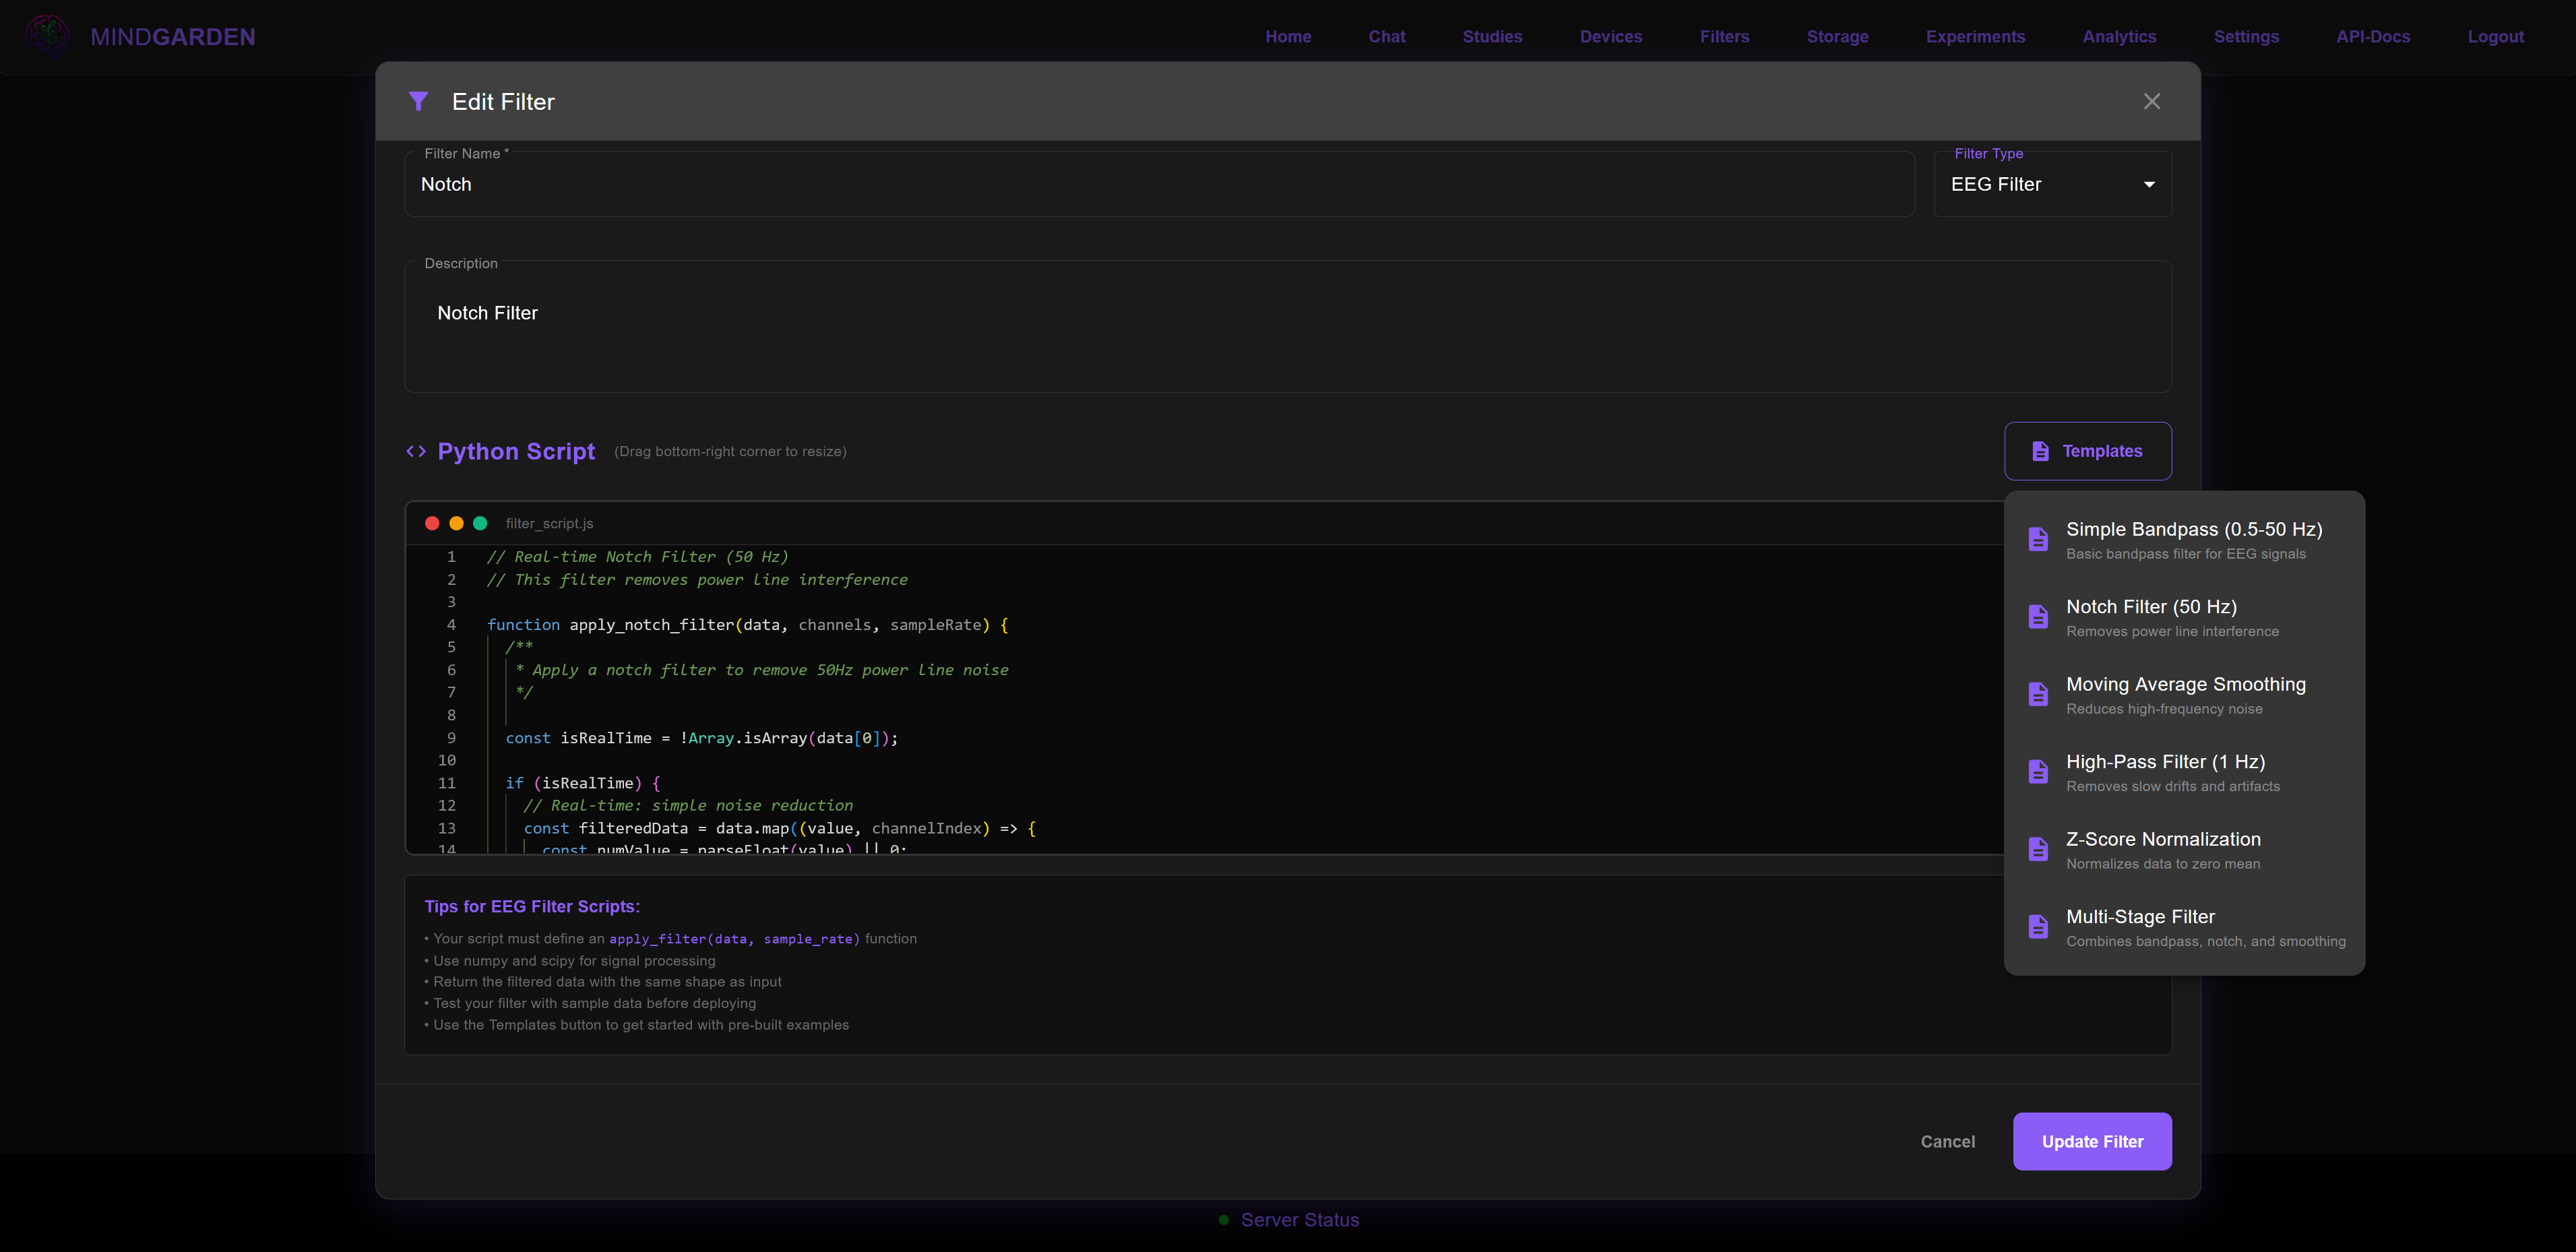 MINDGARDEN
Home Chat Studies Devices Filters Storage Experiments Analytics Settings API-Docs Logout
Edit Filter
Filter Name *
Notch
Filter Type
EEG Filter
Description
Notch Filter
Python Script (Drag bottom-right corner to resize)
Templates
filter_script.js
1 // Real-time Notch Filter (50 Hz)
2 // This filter removes power line interference
3
4 function apply_notch_filter(data, channels, sampleRate) {
5 /**
6 * Apply a notch filter to remove 50Hz power line noise
7 */
8
9 const isRealTime = !Array.isArray(data[0]);
10
11 if (isRealTime) {
12 // Real-time: simple noise reduction
13 const filteredData = data.map((value, channelIndex) => {
14 const numValue = parseFloat(value) || 0;
Simple Bandpass (0.5-50 Hz)
Basic bandpass filter for EEG signals
Notch Filter (50 Hz)
Removes power line interference
Moving Average Smoothing
Reduces high-frequency noise
High-Pass Filter (1 Hz)
Removes slow drifts and artifacts
Z-Score Normalization
Normalizes data to zero mean
Multi-Stage Filter
Combines bandpass, notch, and smoothing
Tips for EEG Filter Scripts:
• Your script must define an apply_filter(data, sample_rate) function
• Use numpy and scipy for signal processing
• Return the filtered data with the same shape as input
• Test your filter with sample data before deploying
• Use the Templates button to get started with pre-built examples
Cancel
Update Filter
Server Status